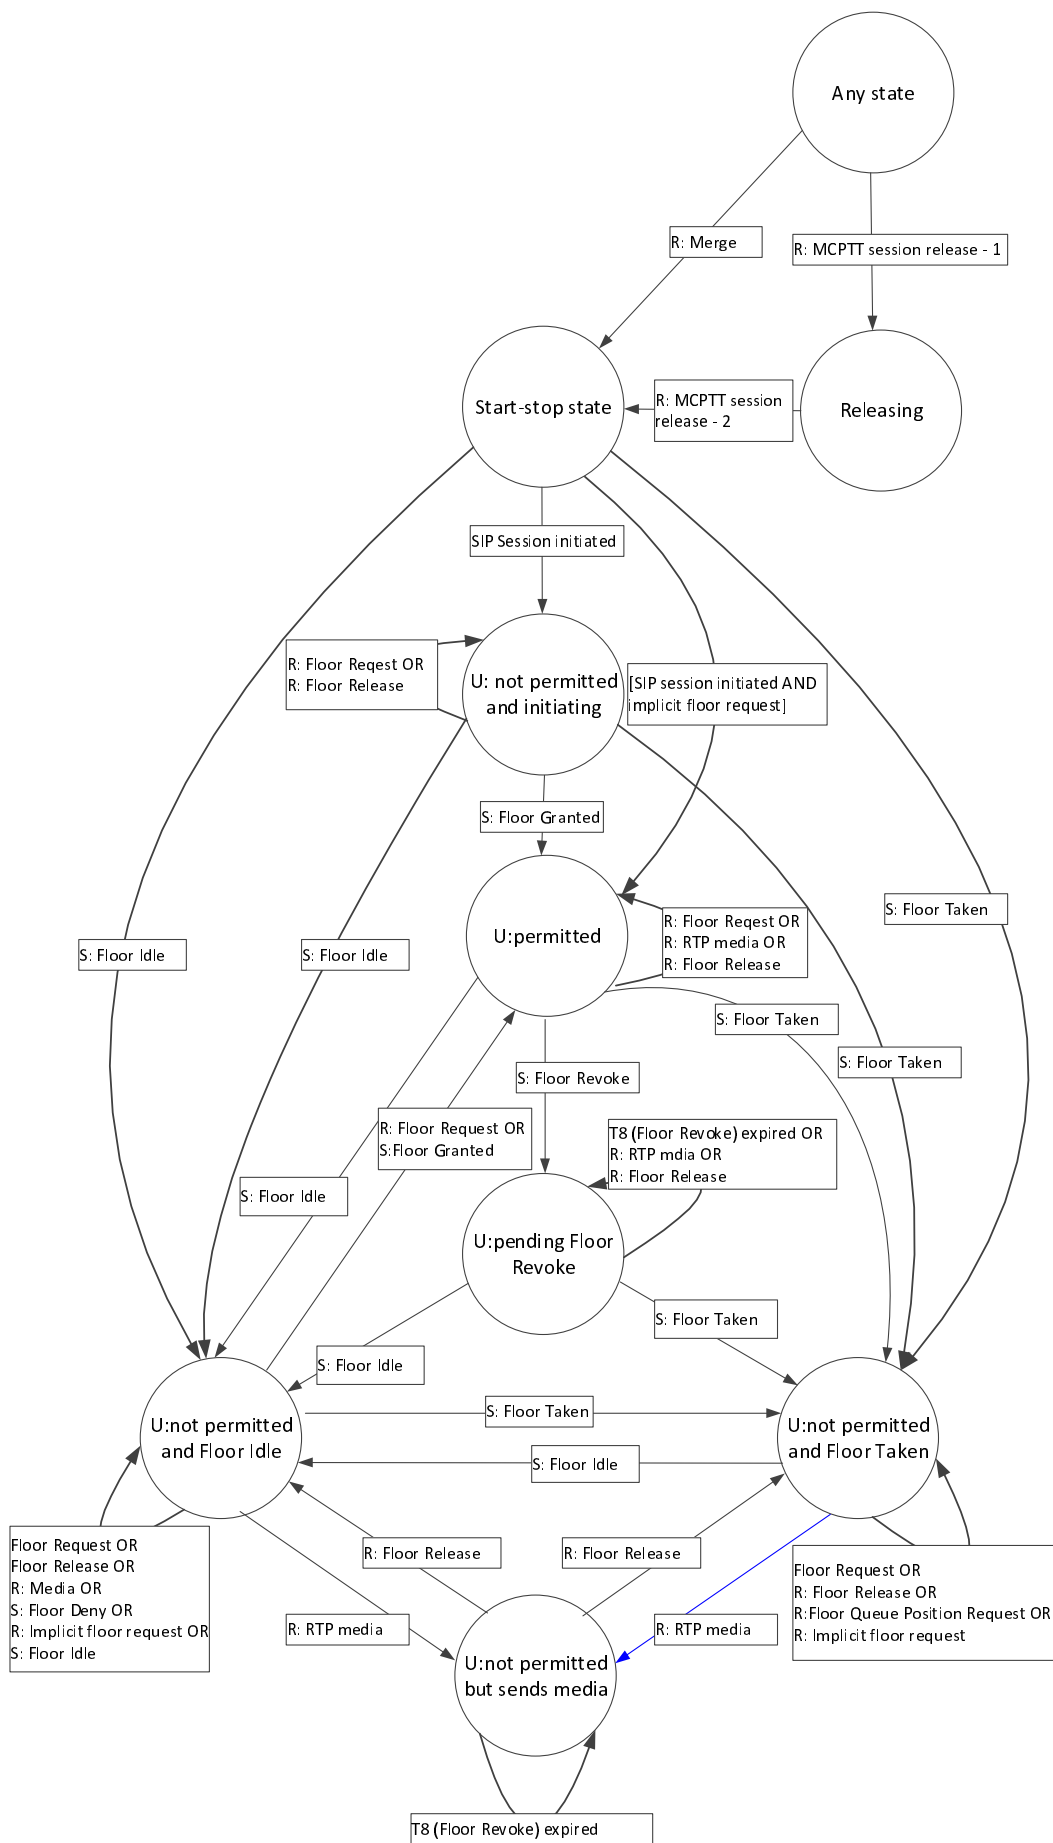 Any state
R: Merge
R: MCPTT session release - 1
Start-stop state
R: MCPTT session
release - 2
Releasing
SIP Session initiated
R: Floor Reqest OR
R: Floor Release
U: not permitted
and initiating
[SIP session initiated AND
implicit floor request]
S: Floor Granted
S: Floor Taken
U:permitted
R: Floor Reqest OR
R: RTP media OR
R: Floor Release
S: Floor Idle
S: Floor Idle
S: Floor Taken
S: Floor Taken
S: Floor Revoke
R: Floor Request OR
S:Floor Granted
T8 (Floor Revoke) expired OR
R: RTP mdia OR
R: Floor Release
S: Floor Idle
U:pending Floor
Revoke
S: Floor Taken
S: Floor Idle
U:not permitted
and Floor Idle
S: Floor Taken
U:not permitted
and Floor Taken
S: Floor Idle
Floor Request OR
Floor Release OR
R: Media OR
S: Floor Deny OR
R: Implicit floor request OR
S: Floor Idle
R: Floor Release
R: Floor Release
Floor Request OR
R: Floor Release OR
R:Floor Queue Position Request OR
R: Implicit floor request
R: RTP media
R: RTP media
U:not permitted
but sends media
T8 (Floor Revoke) expired